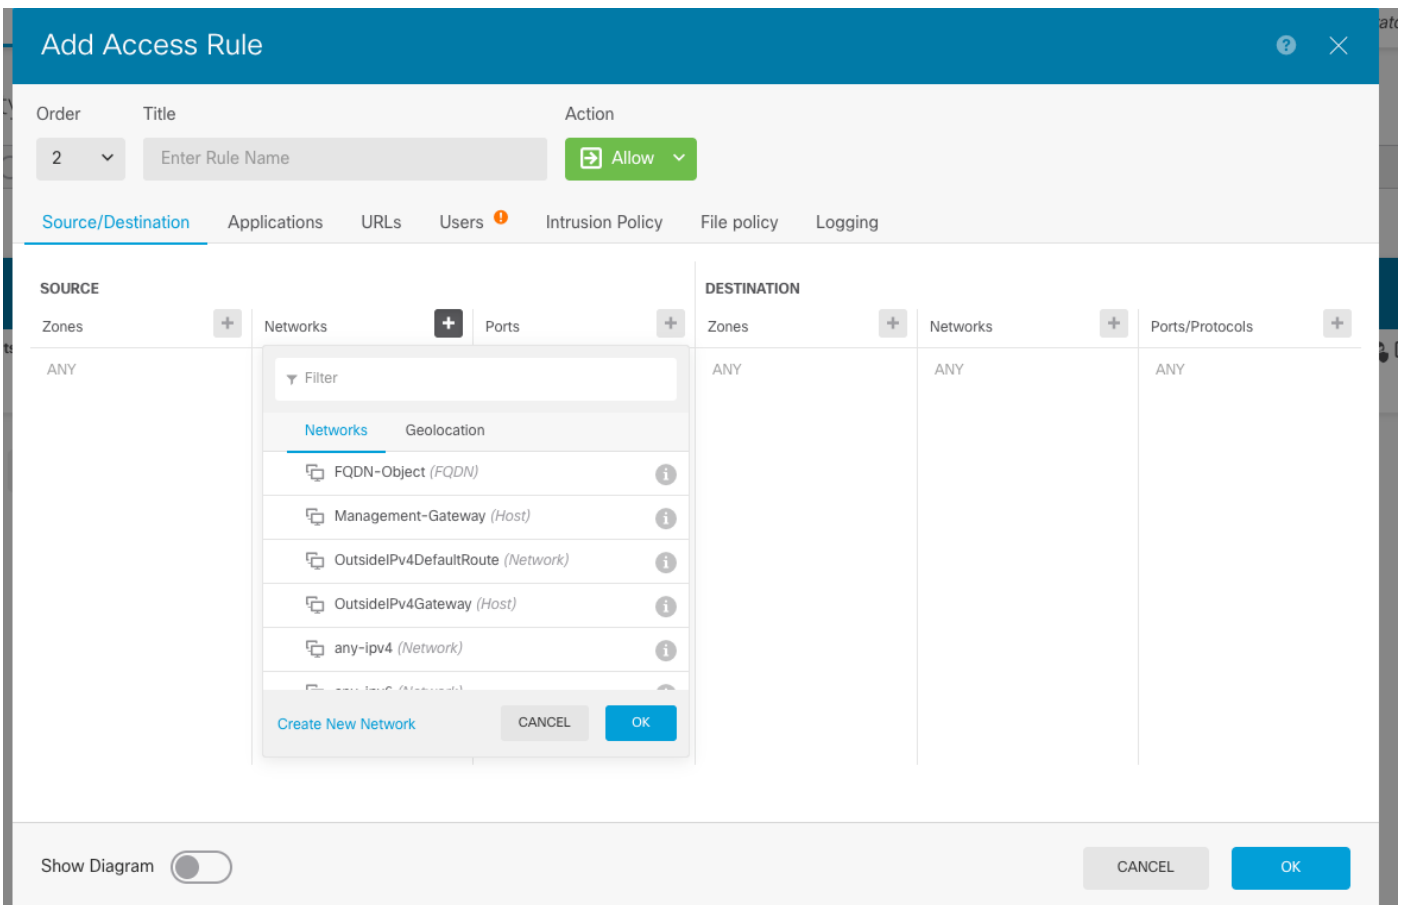 Add Access Rule
Order Title Action
2 Enter Rule Name Allow
Source/Destination Applications URLs Users Intrusion Policy File policy Logging
SOURCE DESTINATION
Zones Networks Ports Zones Networks Ports/Protocols
ANY ANY ANY ANY
Filter
Networks Geolocation
FQDN-Object (FQDN)
Management-Gateway (Host)
OutsideIPv4DefaultRoute (Network)
OutsideIPv4Gateway (Host)
any-ipv4 (Network)
any-ipv6 (Network)
Create New Network CANCEL OK
Show Diagram CANCEL OK